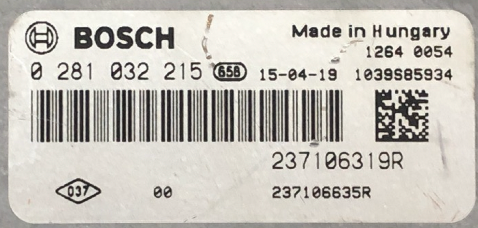 BOSCH Made in Hungary
1264 0054
0 281 032 215 658 15-04-19 1039S85934
237106319R
037 00 237106635R